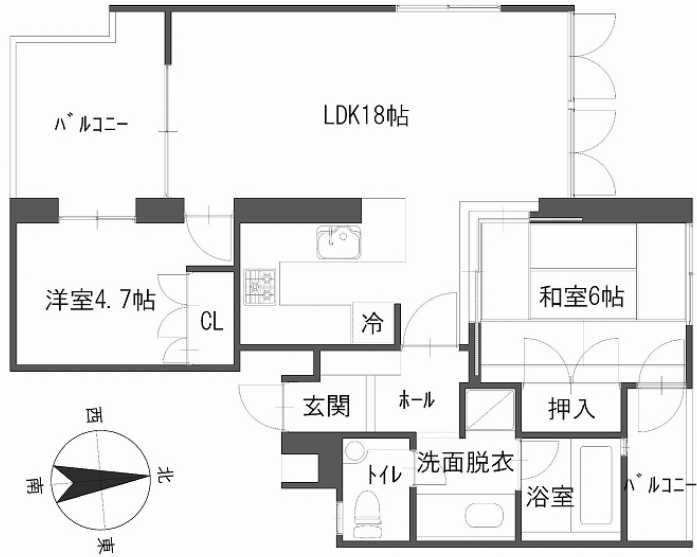 LDK18帖
ﾊﾞﾙｺﾆｰ
洋室4.7帖
CL
冷
和室6帖
玄関
ﾎｰﾙ
押入
ﾄｲﾚ
洗面脱衣
浴室
ﾊﾞﾙｺﾆｰ
西
南
北
東